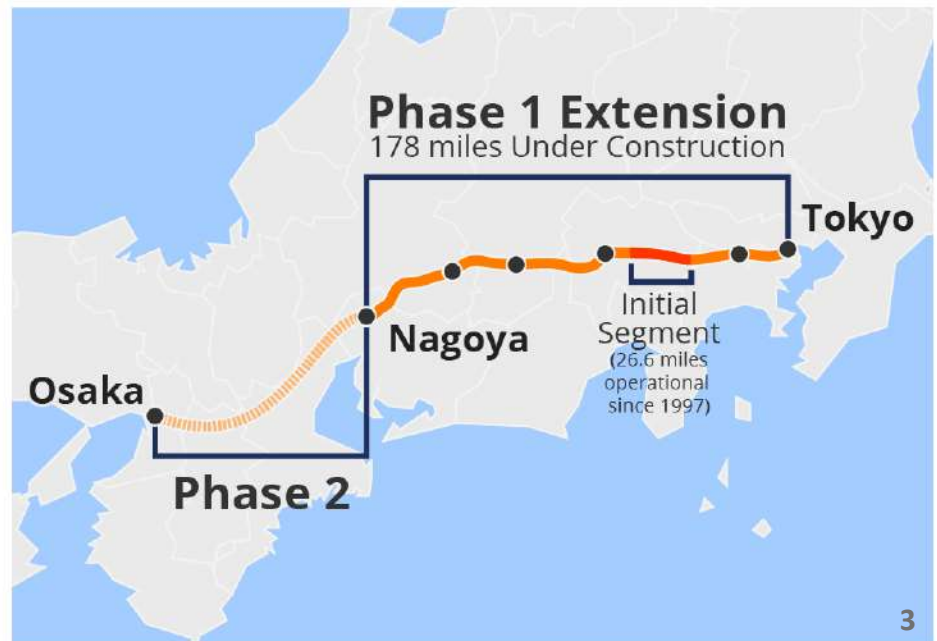 Phase 1 Extension
178 miles Under Construction
Tokyo
Initial
Segment
(26.6 miles
operational
since 1997)
Nagoya
Osaka
Phase 2
3